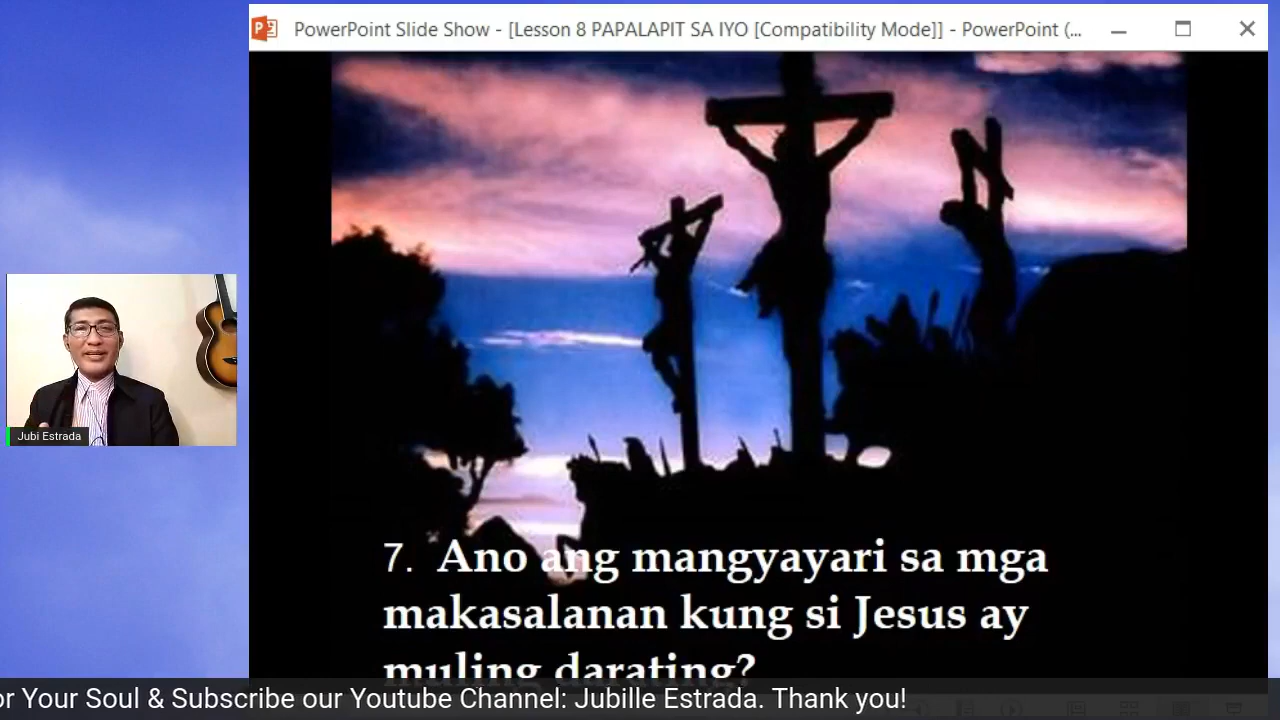 PowerPoint Slide Show - [Lesson 8 PAPALAPIT SA IYO [Compatibility Mode]] - PowerPoint (...
Jubi Estrada
7. Ano ang mangyayari sa mga
makasalanan kung si Jesus ay
muling darating?
or Your Soul & Subscribe our Youtube Channel: Jubille Estrada. Thank you!